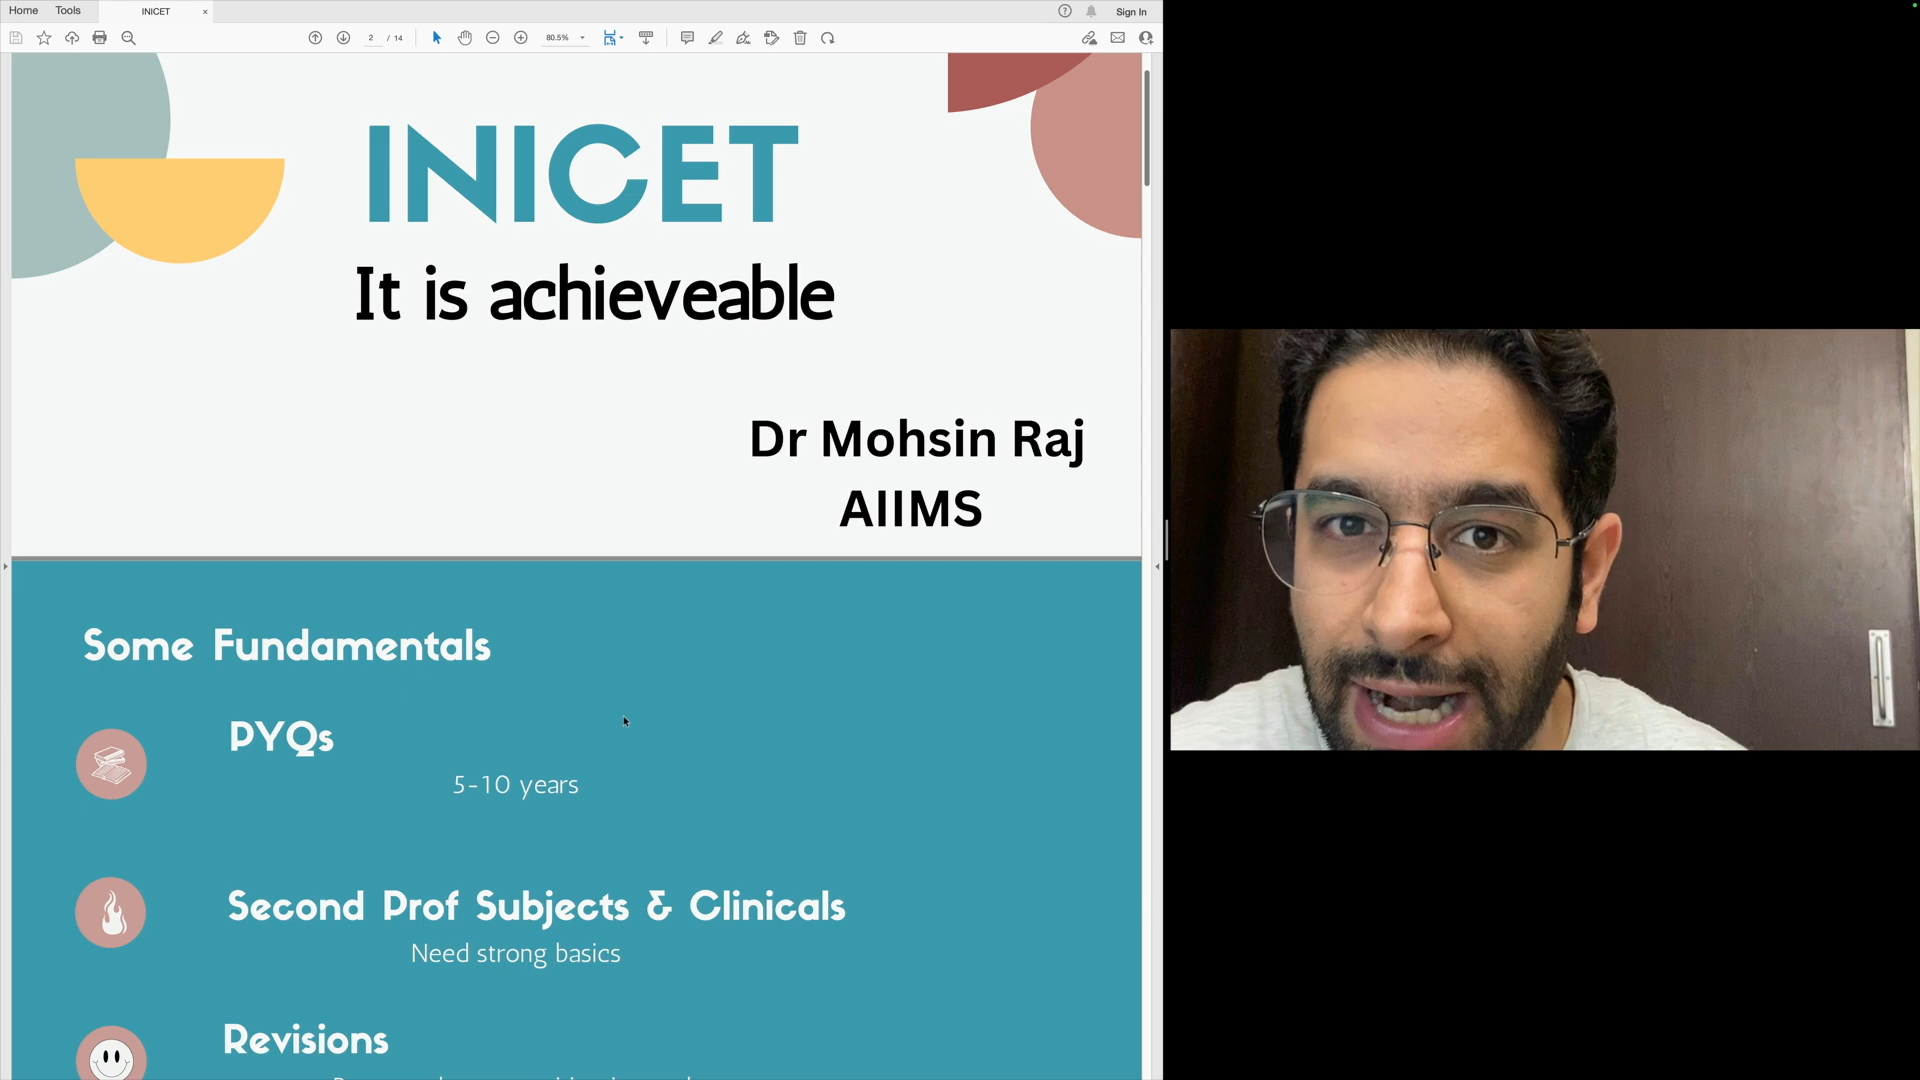 Home Tools INICET × Sign In
2 / 14 80.5%
INICET
It is achieveable
Dr Mohsin Raj
AIIMS
Some Fundamentals
PYQs
5-10 years
Second Prof Subjects & Clinicals
Need strong basics
Revisions